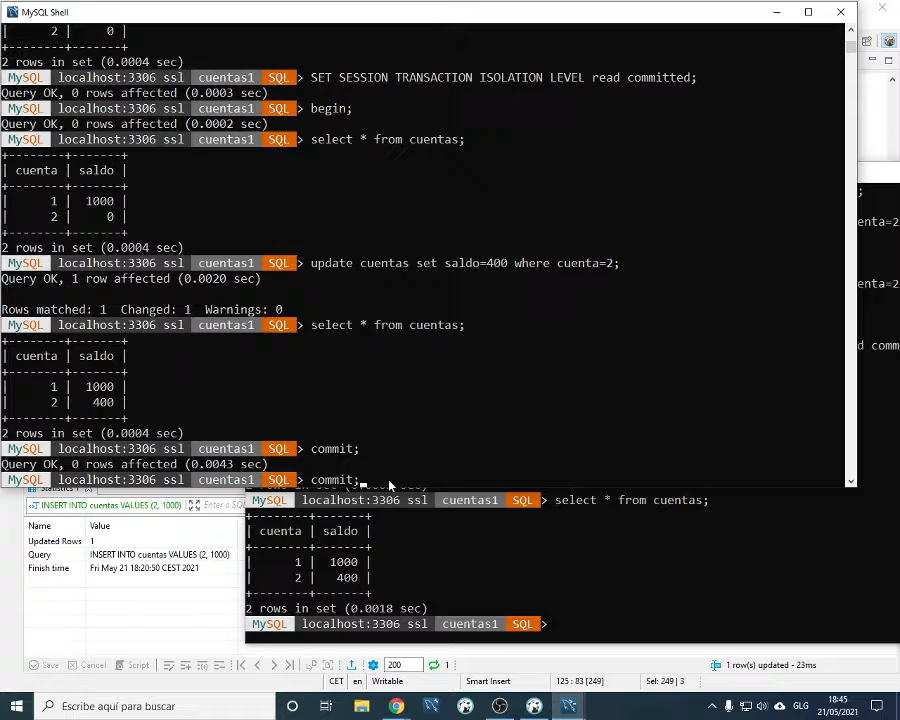 MySQL Shell
| 2 | 0 |
+--------+-------+
2 rows in set (0.0004 sec)
MySQL localhost:3306 ssl cuentas1 SQL > SET SESSION TRANSACTION ISOLATION LEVEL read committed;
Query OK, 0 rows affected (0.0003 sec)
MySQL localhost:3306 ssl cuentas1 SQL > begin;
Query OK, 0 rows affected (0.0002 sec)
MySQL localhost:3306 ssl cuentas1 SQL > select * from cuentas;
+--------+-------+
| cuenta | saldo |
+--------+-------+
| 1 | 1000 |
| 2 | 0 |
+--------+-------+
2 rows in set (0.0004 sec)
MySQL localhost:3306 ssl cuentas1 SQL > update cuentas set saldo=400 where cuenta=2;
Query OK, 1 row affected (0.0020 sec)
Rows matched: 1 Changed: 1 Warnings: 0
MySQL localhost:3306 ssl cuentas1 SQL > select * from cuentas;
+--------+-------+
| cuenta | saldo |
+--------+-------+
| 1 | 1000 |
| 2 | 400 |
+--------+-------+
2 rows in set (0.0004 sec)
MySQL localhost:3306 ssl cuentas1 SQL > commit;
Query OK, 0 rows affected (0.0043 sec)
MySQL localhost:3306 ssl cuentas1 SQL > commit;
;
enta=2
enta=2
d comm
MySQL localhost:3306 ssl cuentas1 SQL > select * from cuentas;
+--------+-------+
| cuenta | saldo |
+--------+-------+
| 1 | 1000 |
| 2 | 400 |
+--------+-------+
2 rows in set (0.0018 sec)
MySQL localhost:3306 ssl cuentas1 SQL >
Statistics 1
INSERT INTO cuentas VALUES (2, 1000)
Enter a SQ
Name Value
Updated Rows 1
Query INSERT INTO cuentas VALUES (2, 1000)
Finish time Fri May 21 18:20:50 CEST 2021
Save Cancel Script 200 1 1 row(s) updated - 23ms
CET en Writable Smart Insert 125 : 83 [249] Sel: 249 | 3
Escribe aquí para buscar
GLG
18:45
21/05/2021